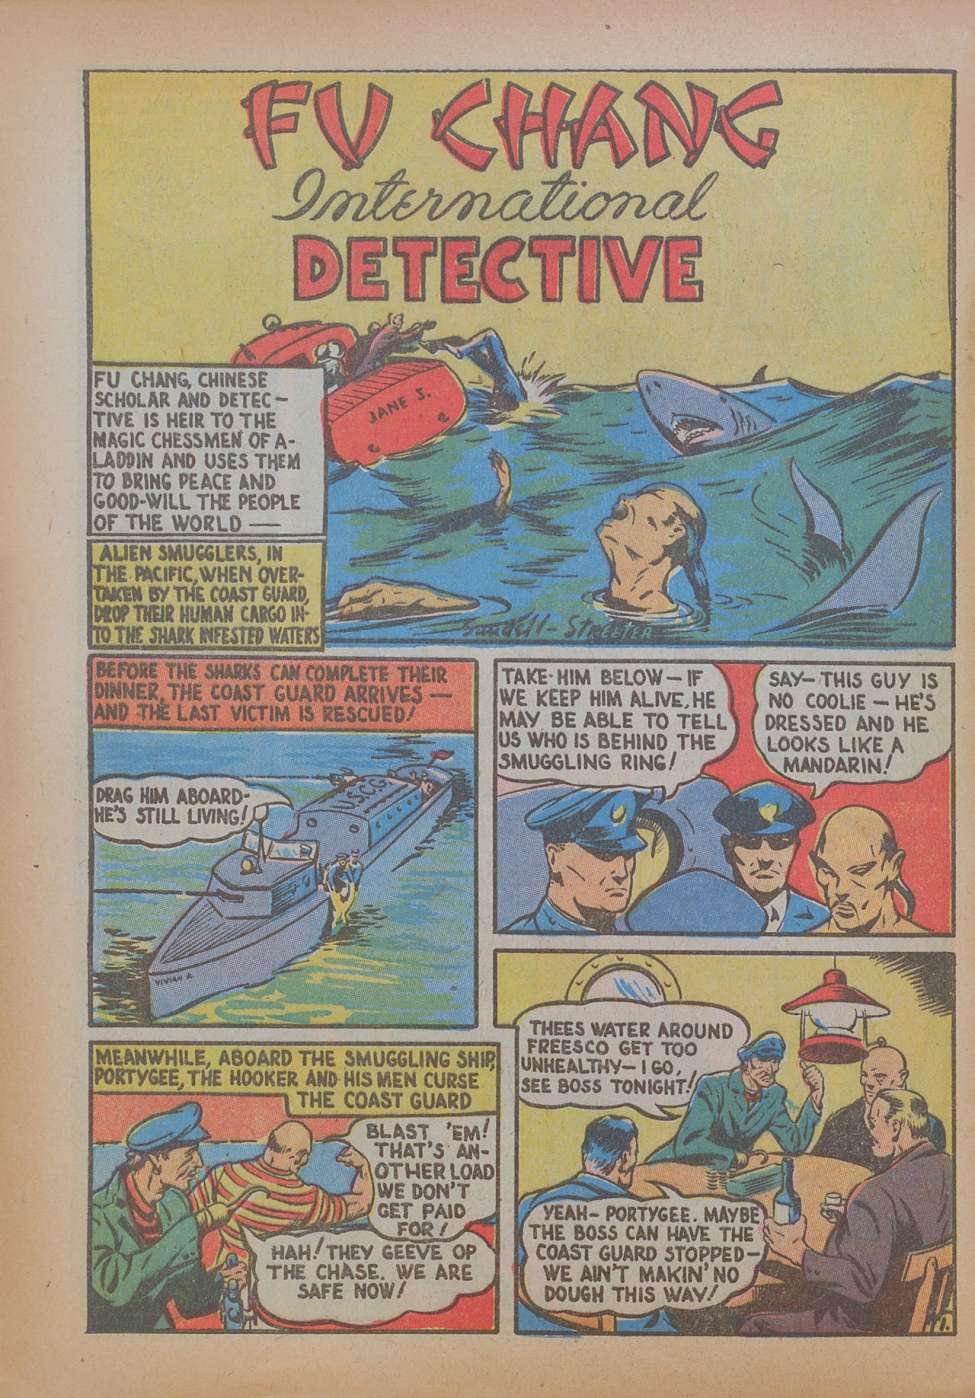 FU CHANG
International
DETECTIVE
JANE S.
FU CHANG, CHINESE
SCHOLAR AND DETEC-
TIVE IS HEIR TO THE
MAGIC CHESSMEN OF A-
LADDIN AND USES THEM
TO BRING PEACE AND
GOOD-WILL THE PEOPLE
OF THE WORLD —
ALIEN SMUGGLERS, IN
THE PACIFIC, WHEN OVER-
TAKEN BY THE COAST GUARD,
DROP THEIR HUMAN CARGO IN-
TO THE SHARK INFESTED WATERS
STREETER
BEFORE THE SHARKS CAN COMPLETE THEIR
DINNER, THE COAST GUARD ARRIVES —
AND THE LAST VICTIM IS RESCUED!
DRAG HIM ABOARD-
HE'S STILL LIVING!
U.S.C.G.
VIVIAN A
TAKE HIM BELOW — IF
WE KEEP HIM ALIVE, HE
MAY BE ABLE TO TELL
US WHO IS BEHIND THE
SMUGGLING RING!
SAY — THIS GUY IS
NO COOLIE — HE'S
DRESSED AND HE
LOOKS LIKE A
MANDARIN!
MEANWHILE, ABOARD THE SMUGGLING SHIP,
PORTYGEE, THE HOOKER AND HIS MEN CURSE
THE COAST GUARD
BLAST 'EM!
THAT'S AN-
OTHER LOAD
WE DON'T
GET PAID
FOR!
HAH! THEY GEEVE OP
THE CHASE. WE ARE
SAFE NOW!
THEES WATER AROUND
FREESCO GET TOO
UNHEALTHY — I GO,
SEE BOSS TONIGHT!
YEAH — PORTYGEE. MAYBE
THE BOSS CAN HAVE THE
COAST GUARD STOPPED —
WE AIN'T MAKIN' NO
DOUGH THIS WAY!
1.